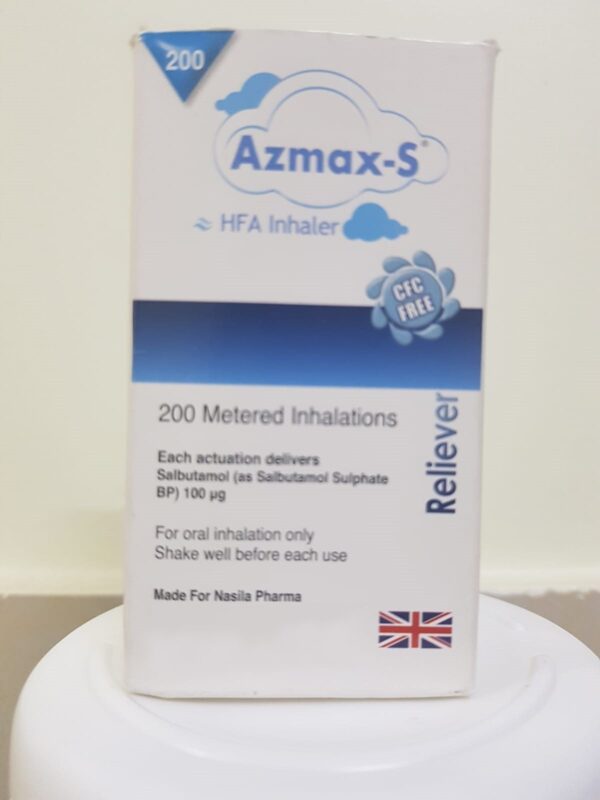 200
Azmax-S®
HFA Inhaler
CFC
FREE
200 Metered Inhalations
Each actuation delivers
Salbutamol (as Salbutamol Sulphate
BP) 100 µg
Reliever
For oral inhalation only
Shake well before each use
Made For Nasila Pharma